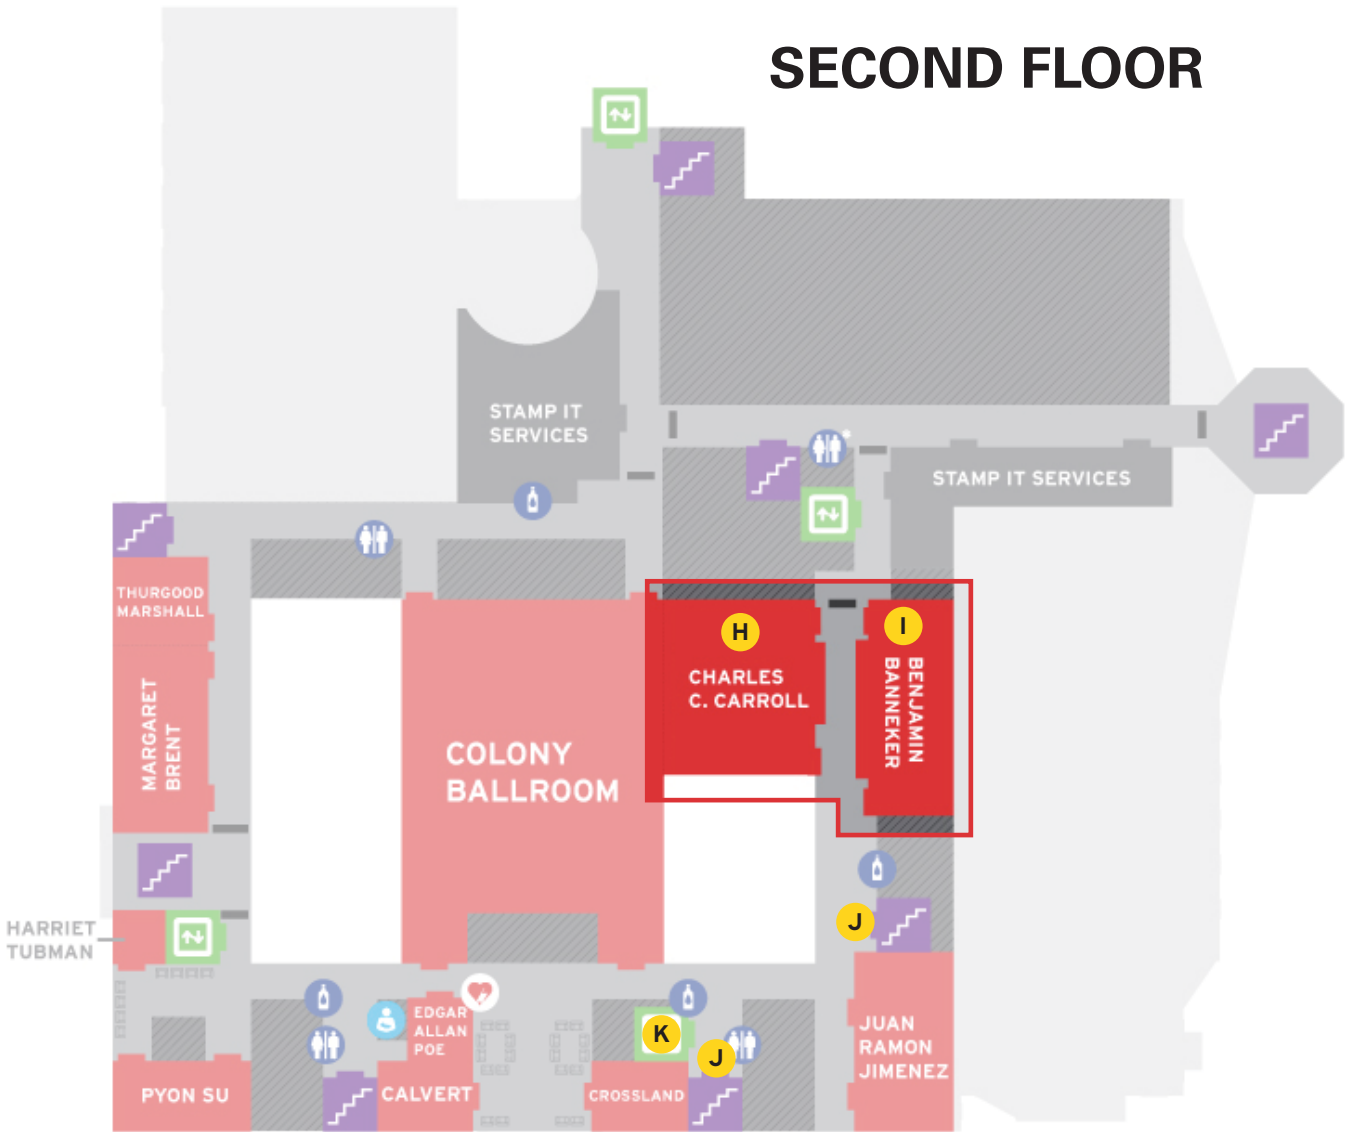 SECOND FLOOR
STAMP IT
SERVICES
*
STAMP IT SERVICES
THURGOOD
MARSHALL
H
I
CHARLES
C. CARROLL
BENJAMIN
BANNEKER
MARGARET
BRENT
COLONY
BALLROOM
HARRIET
TUBMAN
J
EDGAR
ALLAN
POE
K
J
JUAN
RAMON
JIMENEZ
PYON SU
CALVERT
CROSSLAND